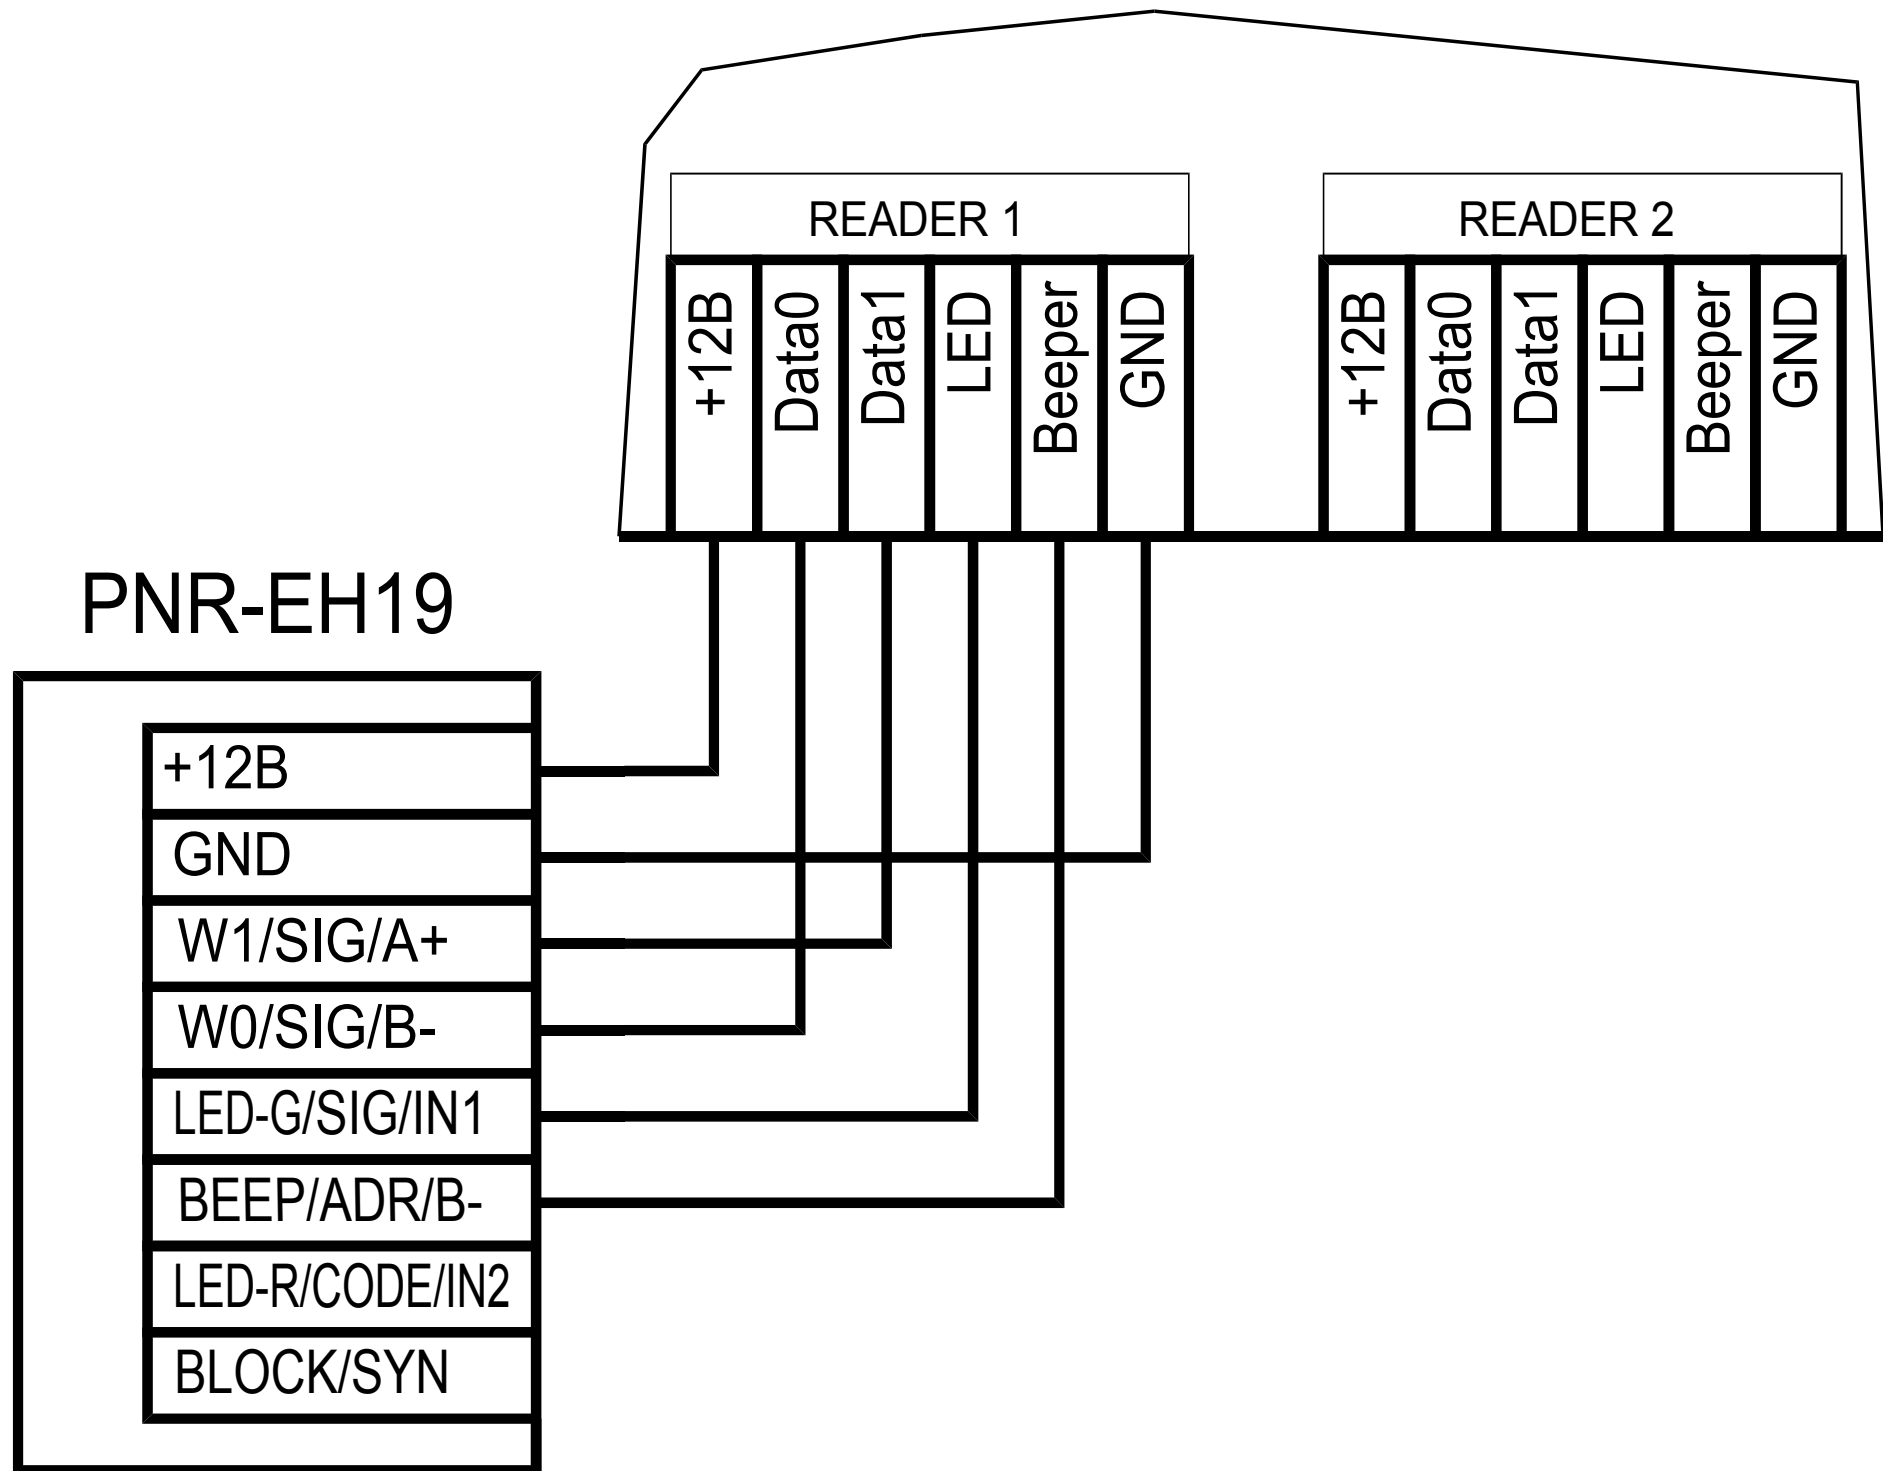 READER 1
READER 2
+12B
Data0
Data1
LED
Beeper
GND
+12B
Data0
Data1
LED
Beeper
GND
PNR-EH19
+12B
GND
W1/SIG/A+
W0/SIG/B-
LED-G/SIG/IN1
BEEP/ADR/B-
LED-R/CODE/IN2
BLOCK/SYN